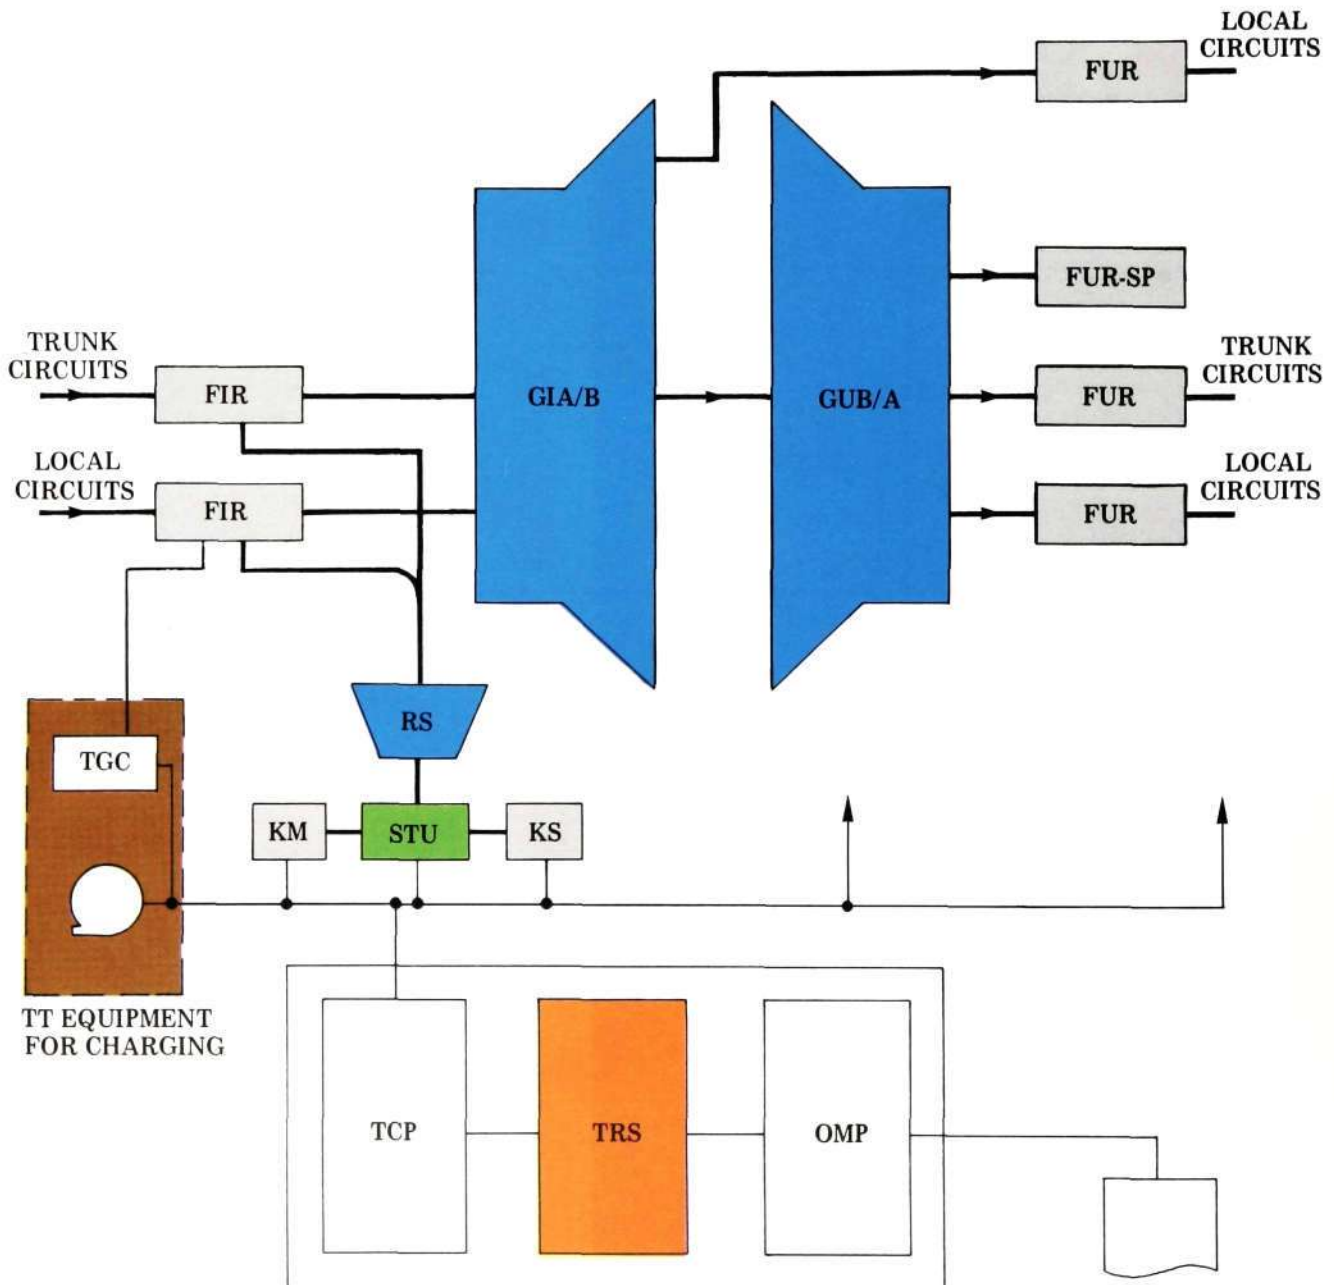 LOCAL
CIRCUITS
FUR
FUR-SP
TRUNK
CIRCUITS
FIR
GIA/B
GUB/A
FUR
TRUNK
CIRCUITS
LOCAL
CIRCUITS
FIR
FUR
LOCAL
CIRCUITS
RS
TGC
KM
STU
KS
TT EQUIPMENT
FOR CHARGING
TCP
TRS
OMP